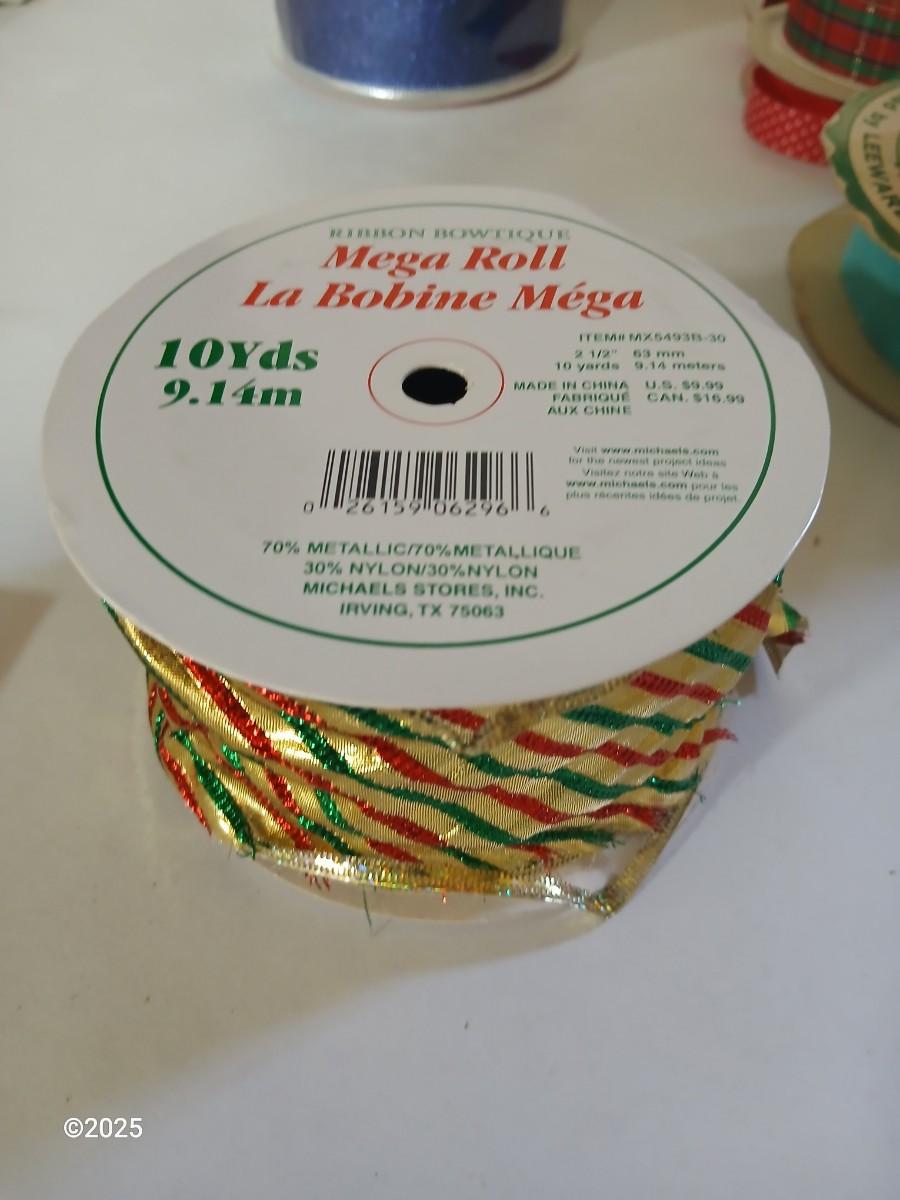 RIBBON BOWTIQUE
Mega Roll
La Bobine Méga
10Yds
9.14m
ITEM# MX5493B-30
2 1/2" 63 mm
10 yards 9.14 meters
MADE IN CHINA U.S. $9.99
FABRIQUÉ CAN. $16.99
AUX CHINE
Visit www.michaels.com
for the newest project ideas
Visitez notre site Web à
www.michaels.com pour les
plus récentes idées de projet.
0 26159 06296 6
70% METALLIC/70%METALLIQUE
30% NYLON/30%NYLON
MICHAELS STORES, INC.
IRVING, TX 75063
by LEEWAR
©2025